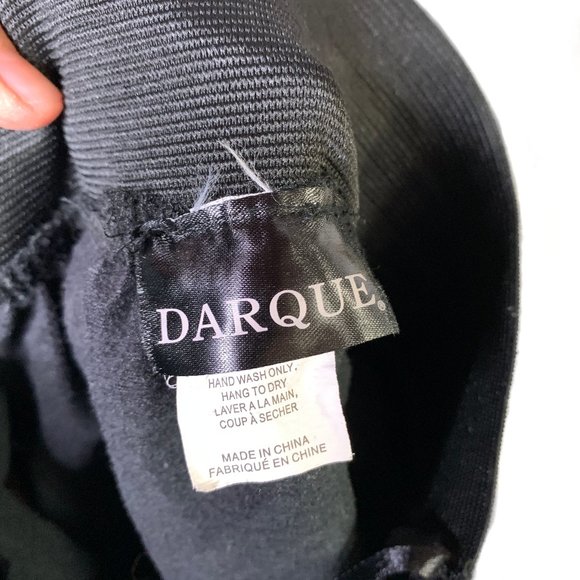 DARQUE.
HAND WASH ONLY,
HANG TO DRY
LAVER A LA MAIN,
COUP À SECHER
MADE IN CHINA
FABRIQUÉ EN CHINE